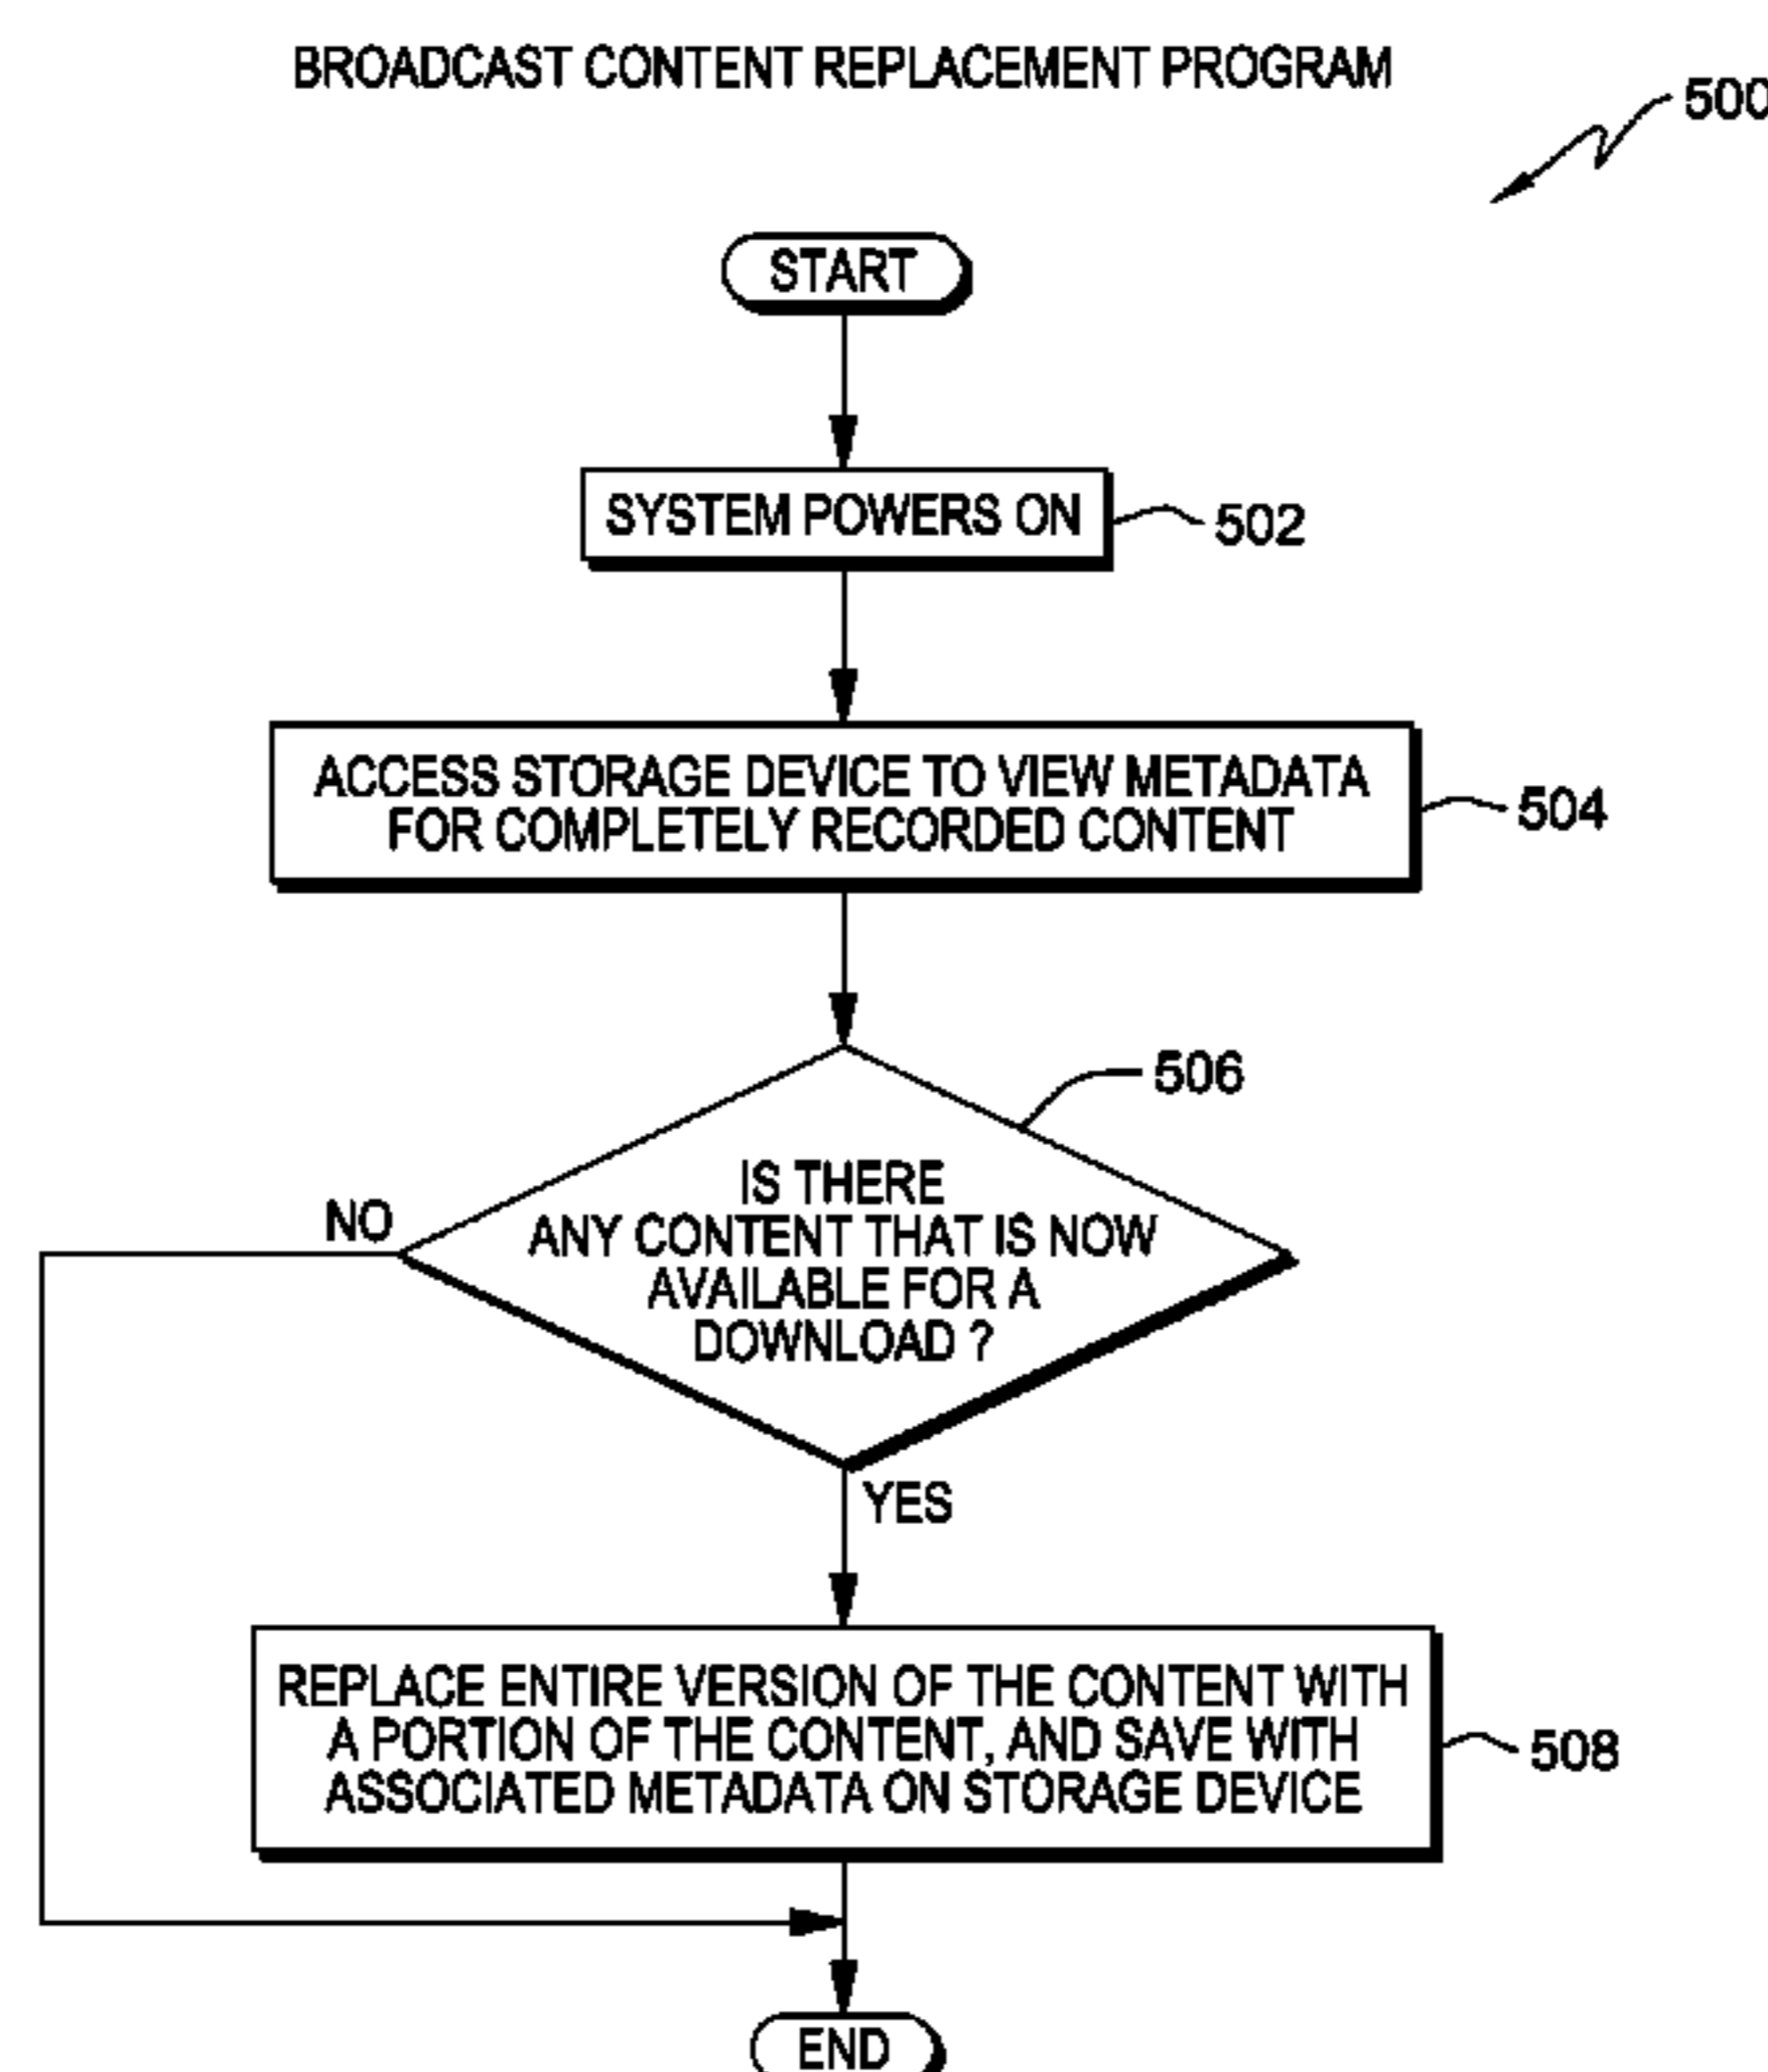 BROADCAST CONTENT REPLACEMENT PROGRAM
500
START
SYSTEM POWERS ON
502
ACCESS STORAGE DEVICE TO VIEW METADATA
FOR COMPLETELY RECORDED CONTENT
504
506
IS THERE
ANY CONTENT THAT IS NOW
AVAILABLE FOR A
DOWNLOAD ?
NO
YES
REPLACE ENTIRE VERSION OF THE CONTENT WITH
A PORTION OF THE CONTENT, AND SAVE WITH
ASSOCIATED METADATA ON STORAGE DEVICE
508
END